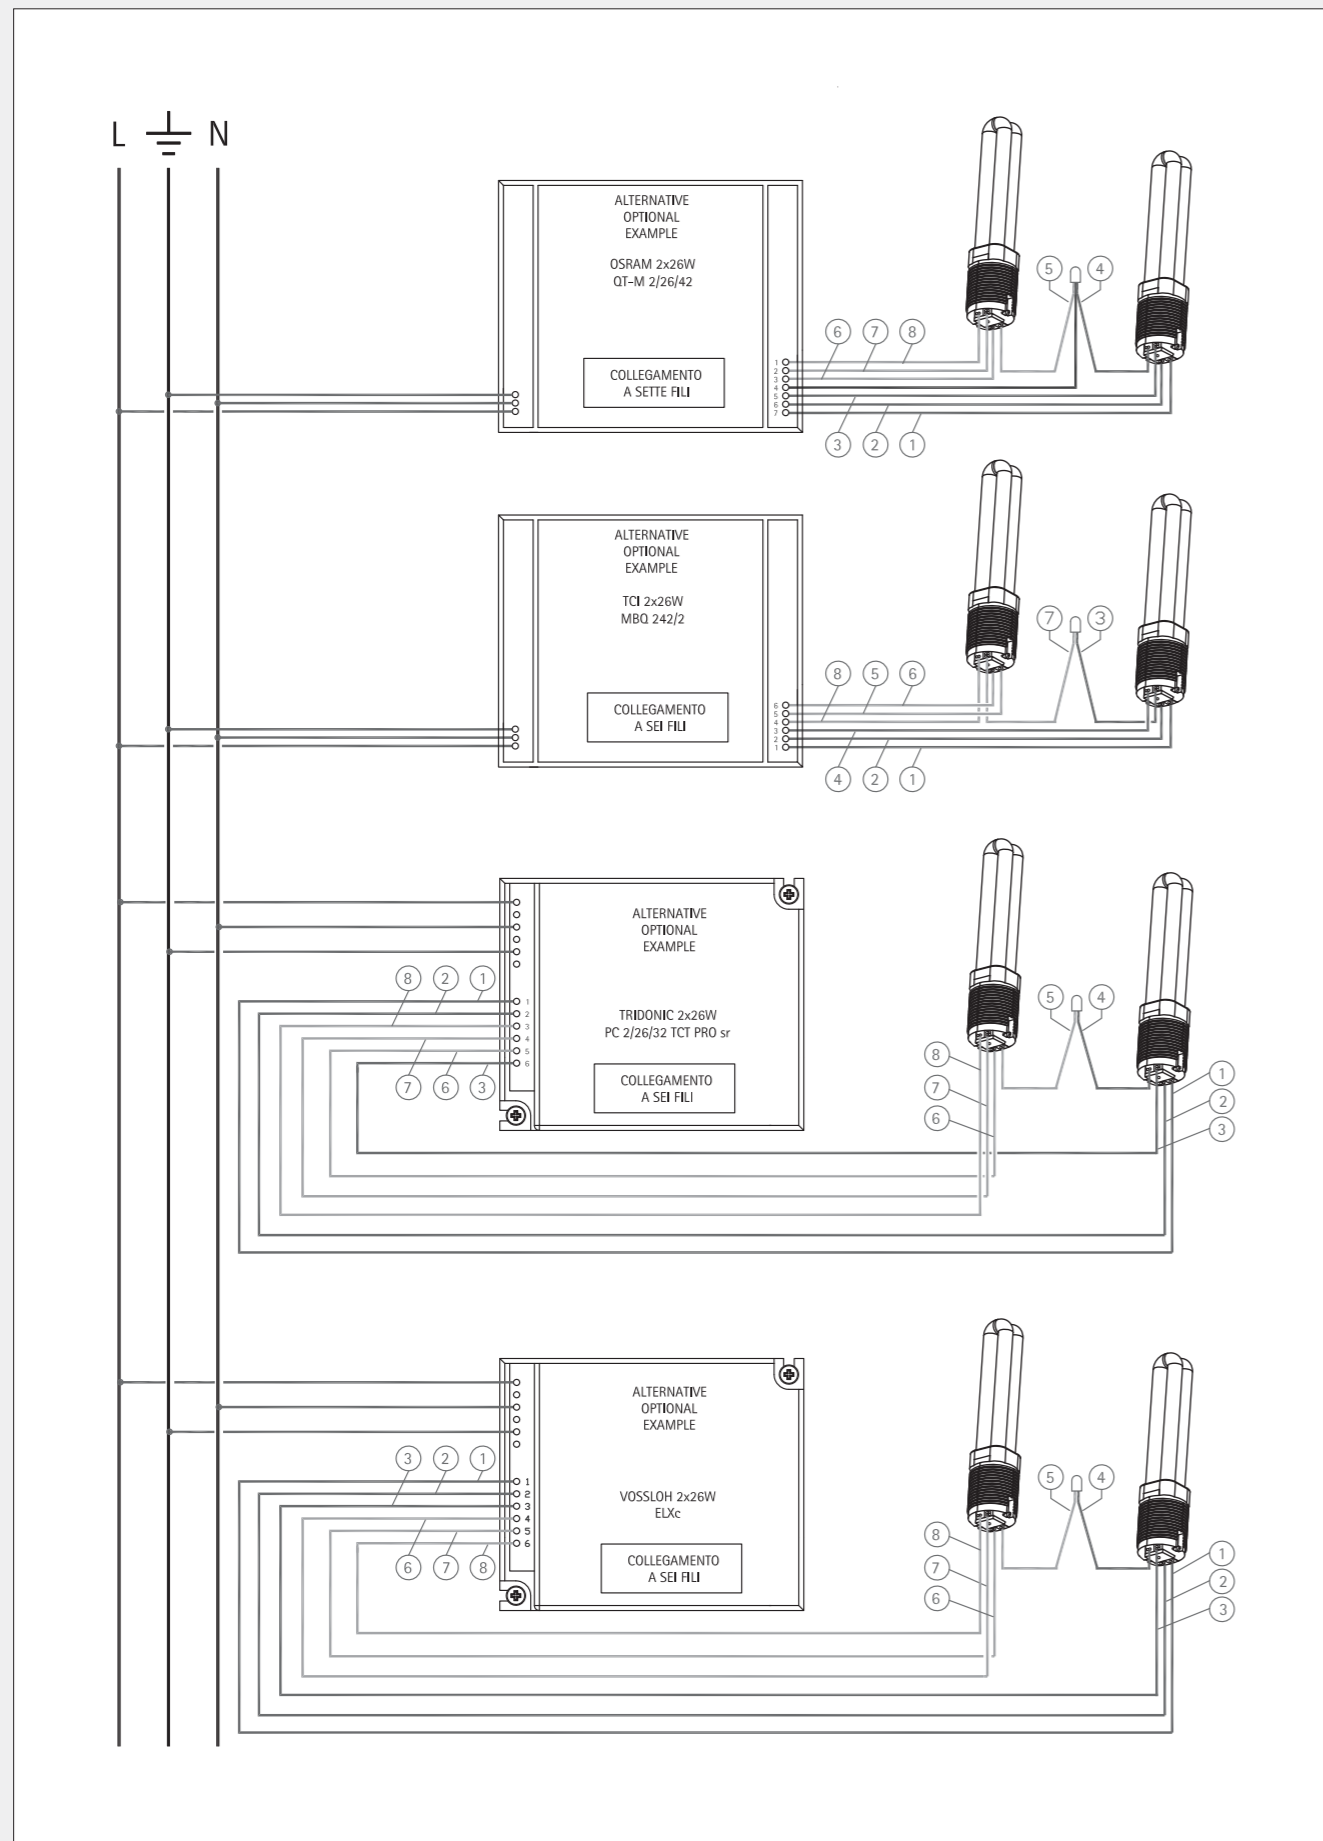 L N
ALTERNATIVE
OPTIONAL
EXAMPLE
OSRAM 2x26W
QT-M 2/26/42
COLLEGAMENTO
A SETTE FILI
1
2
3
4
5
6
7
6 7 8
3 2 1
5 4
ALTERNATIVE
OPTIONAL
EXAMPLE
TCI 2x26W
MBQ 242/2
COLLEGAMENTO
A SEI FILI
6
5
4
3
2
1
8 5 6
4 2 1
7 3
ALTERNATIVE
OPTIONAL
EXAMPLE
TRIDONIC 2x26W
PC 2/26/32 TCT PRO sr
COLLEGAMENTO
A SEI FILI
8 2 1
1
2
3
4
5
6
7 6 3
5 4
8
7
6
1
2
3
ALTERNATIVE
OPTIONAL
EXAMPLE
VOSSLOH 2x26W
ELXc
COLLEGAMENTO
A SEI FILI
3 2 1
1
2
3
4
5
6
6 7 8
5 4
8
7
6
1
2
3